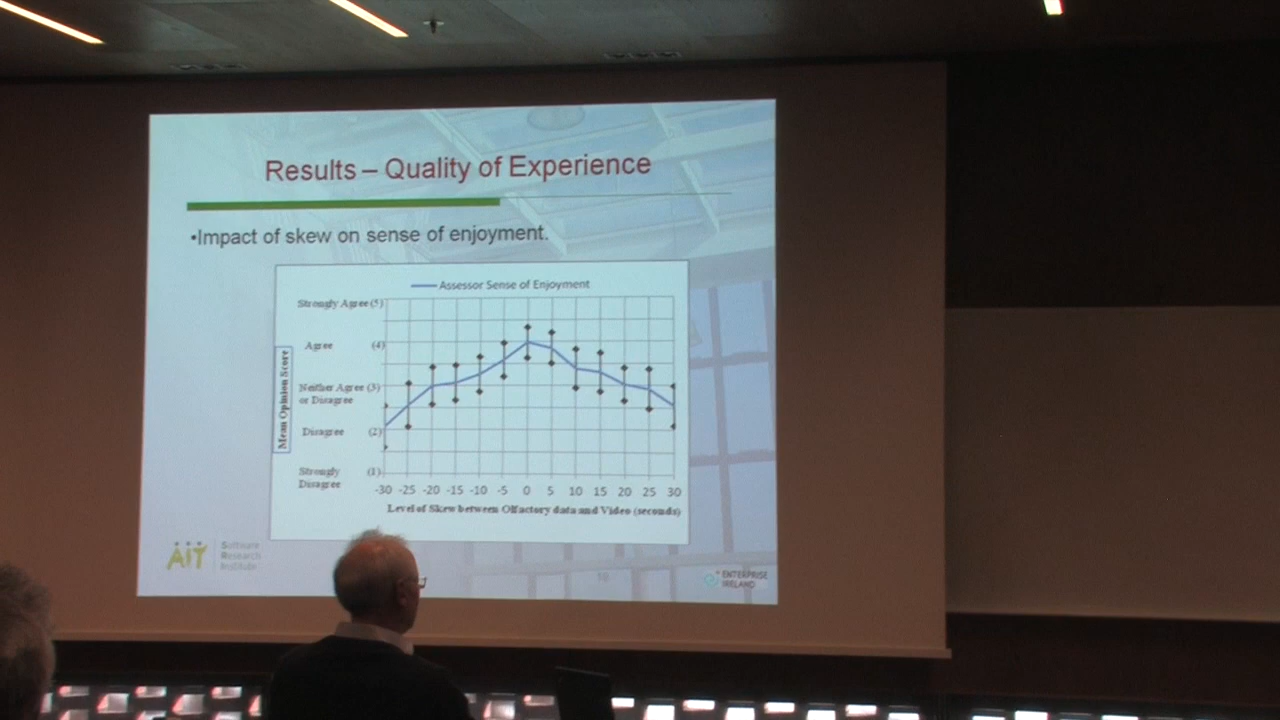 Results – Quality of Experience
•Impact of skew on sense of enjoyment.
Assessor Sense of Enjoyment
Strongly Agree (5)
Agree (4)
Neither Agree (3)
or Disagree
Disagree (2)
Strongly (1)
Disagree
Mean Opinion Score
-30 -25 -20 -15 -10 -5 0 5 10 15 20 25 30
Level of Skew between Olfactory data and Video (seconds)
AIT
Software
Research
Institute
16
ENTERPRISE
IRELAND